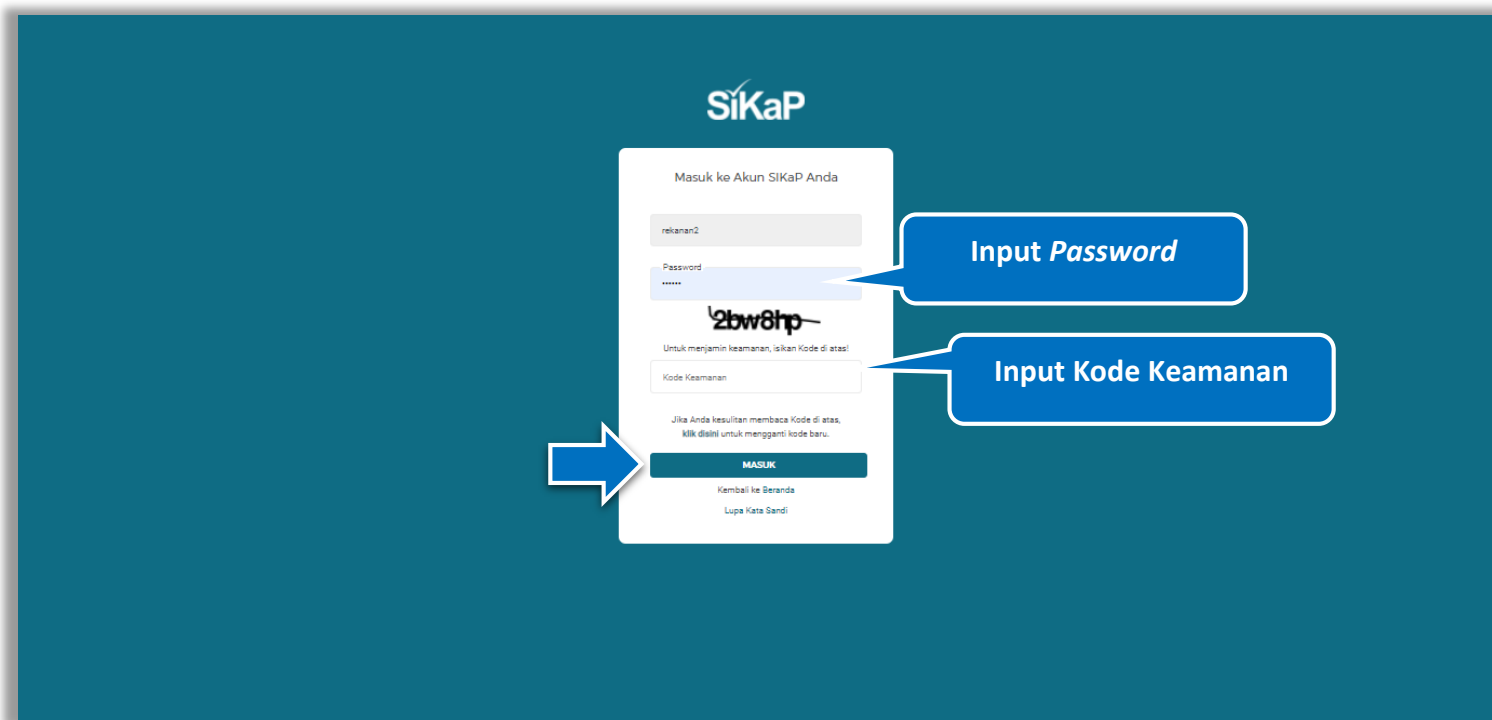 SiKaP
Masuk ke Akun SIKaP Anda
rekanan2
Password
••••••
Input Password
2bw8hp
Untuk menjamin keamanan, isikan Kode di atas!
Kode Keamanan
Input Kode Keamanan
Jika Anda kesulitan membaca Kode di atas,
klik disini untuk mengganti kode baru.
MASUK
Kembali ke Beranda
Lupa Kata Sandi